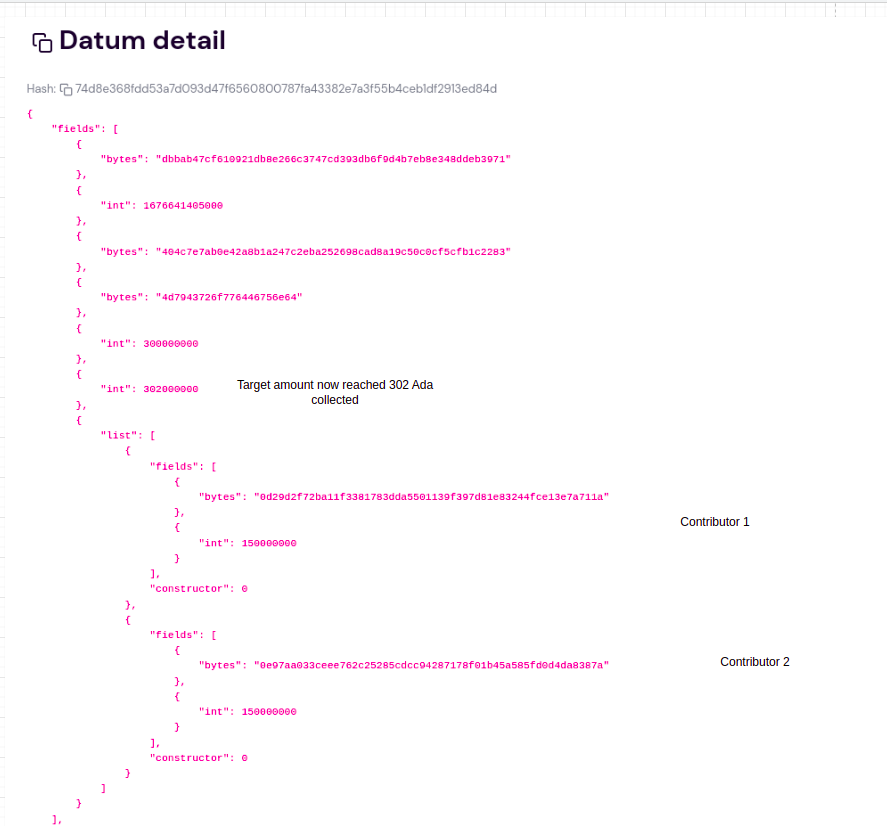 Datum detail
Hash: 74d8e368fdd53a7d093d47f6560800787fa43382e7a3f55b4ceb1df2913ed84d
{
"fields": [
{
"bytes": "dbbab47cf610921db8e266c3747cd393db6f9d4b7eb8e348ddeb3971"
},
{
"int": 1676641405000
},
{
"bytes": "404c7e7ab0e42a8b1a247c2eba252698cad8a19c50c0cf5cfb1c2283"
},
{
"bytes": "4d7943726f776446756e64"
},
{
"int": 300000000
},
{
"int": 302000000 Target amount now reached 302 Ada
collected
},
{
"list": [
{
"fields": [
{
"bytes": "0d29d2f72ba11f3381783dda5501139f397d81e83244fce13e7a711a"
},
Contributor 1
{
"int": 150000000
}
],
"constructor": 0
},
{
"fields": [
{
"bytes": "0e97aa033ceee762c25285cdcc94287178f01b45a585fd0d4da8387a" Contributor 2
},
{
"int": 150000000
}
],
"constructor": 0
}
]
}
],